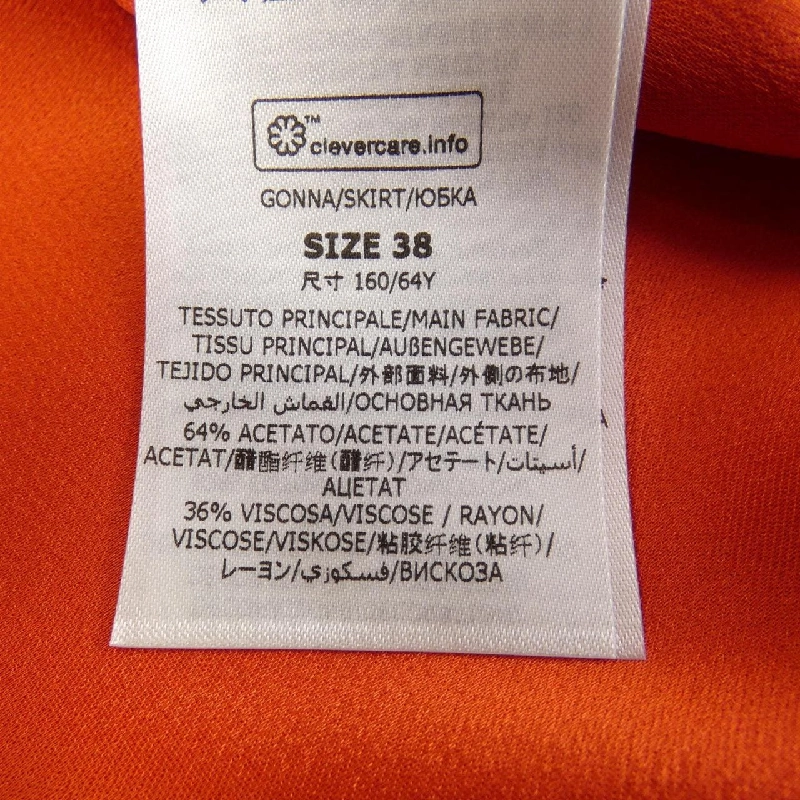 TM
clevercare.info
GONNA/SKIRT/ЮБКА
SIZE 38
尺寸 160/64Y
TESSUTO PRINCIPALE/MAIN FABRIC/
TISSU PRINCIPAL/AUßENGEWEBE/
TEJIDO PRINCIPAL/外部面料/外側の布地/
القماش الخارجي/ОСНОВНАЯ ТКАНЬ
64% ACETATO/ACETATE/ACÉTATE/
ACETAT/醋酯纤维(醋纤)/アセテート/أسيتات/
АЦЕТАТ
36% VISCOSA/VISCOSE / RAYON/
VISCOSE/VISKOSE/粘胶纤维(粘纤)/
レーヨン/فسكوزي/ВИСКОЗА